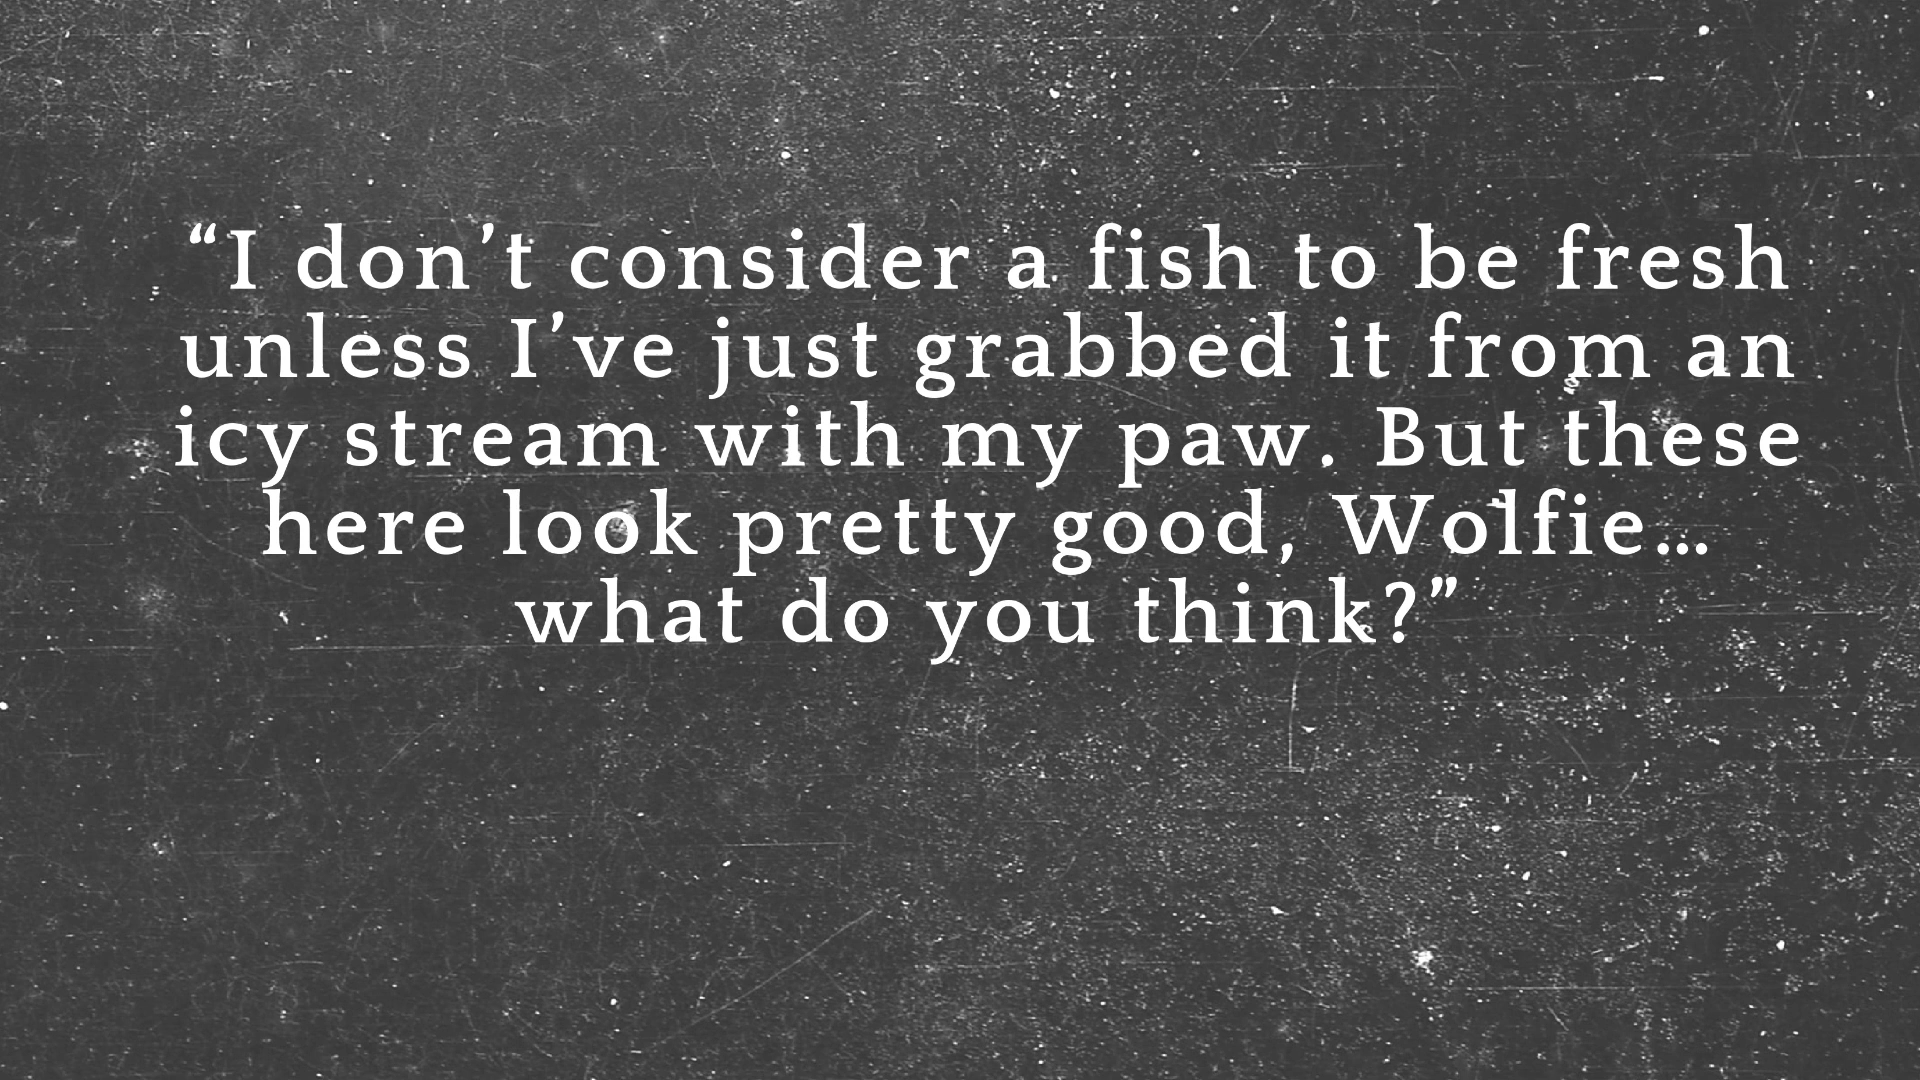 “I don’t consider a fish to be fresh
unless I’ve just grabbed it from an
icy stream with my paw. But these
here look pretty good, Wolfie…
what do you think?”